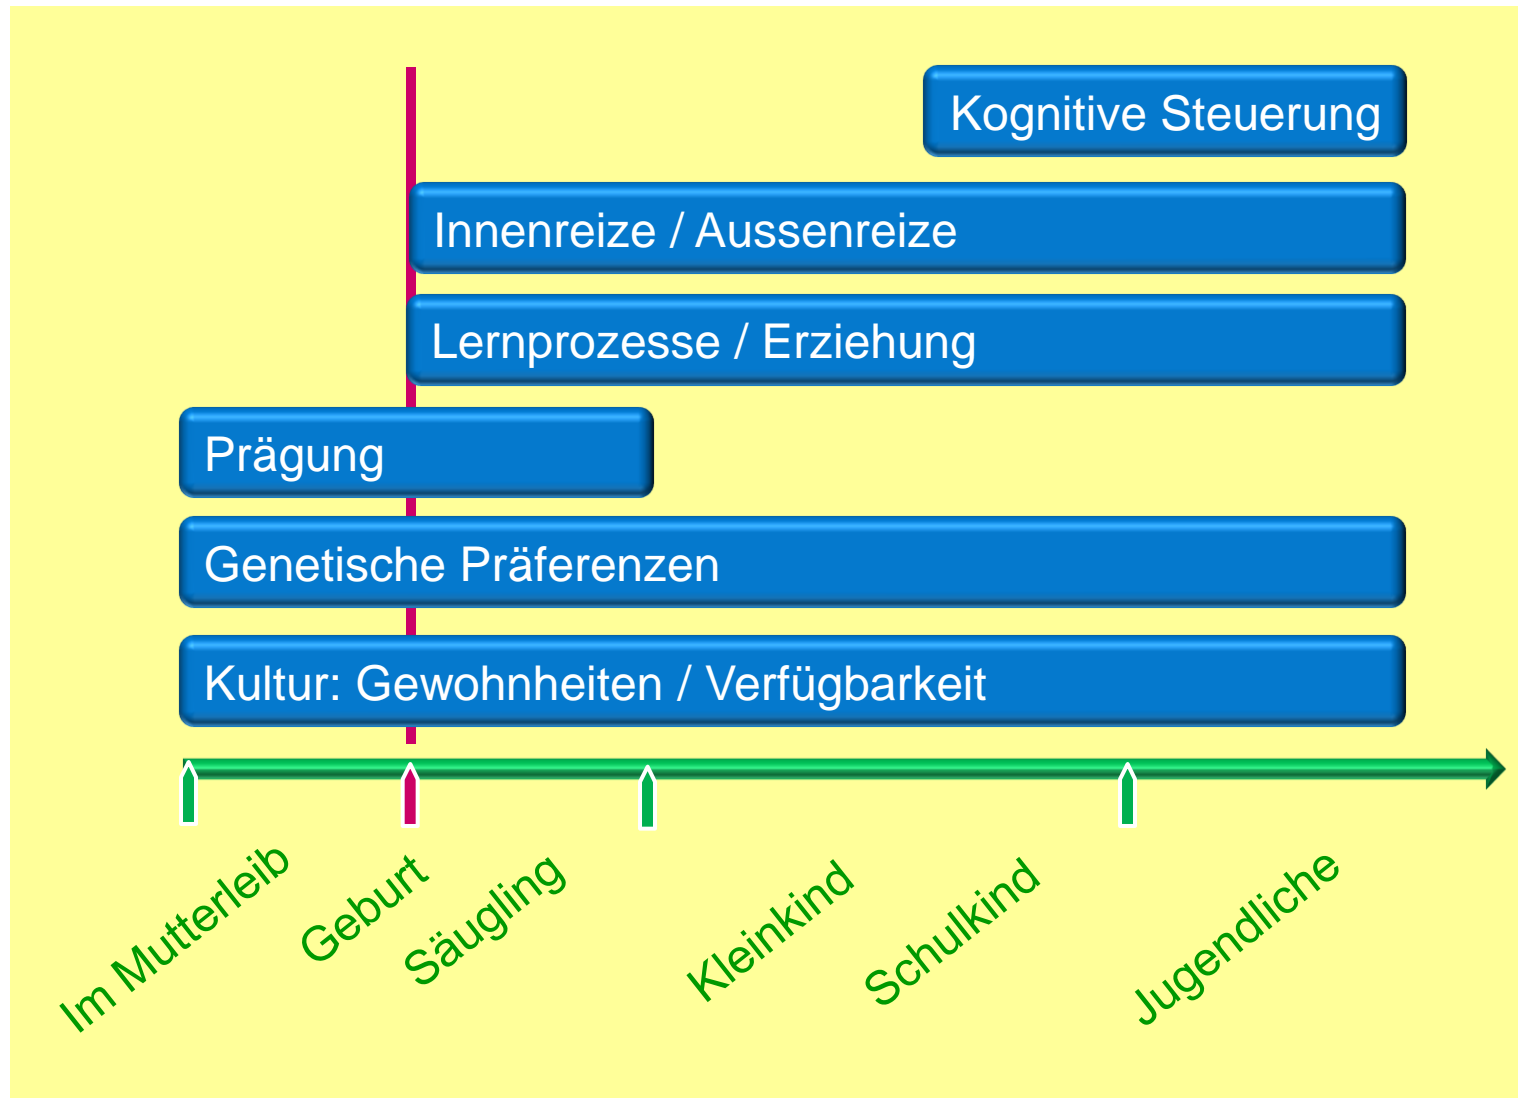 Kognitive Steuerung
Innenreize / Aussenreize
Lernprozesse / Erziehung
Prägung
Genetische Präferenzen
Kultur: Gewohnheiten / Verfügbarkeit
Im Mutterleib
Geburt
Säugling
Kleinkind
Schulkind
Jugendliche